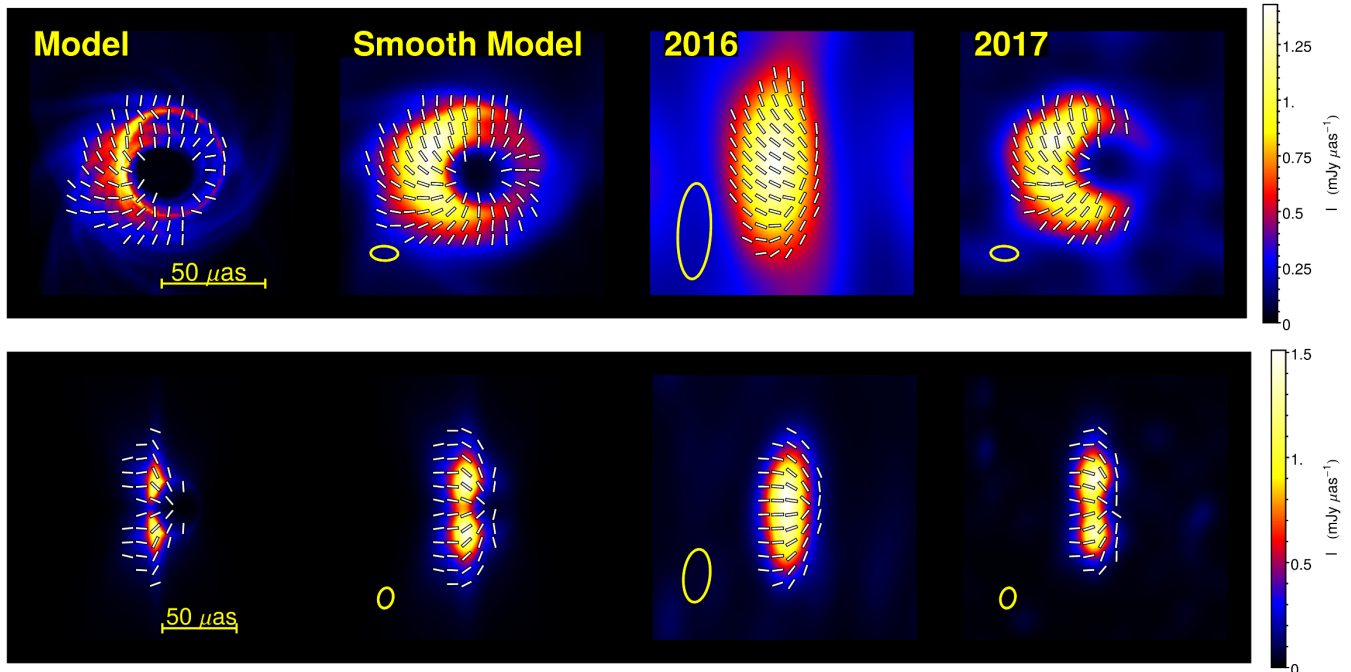 Model
Smooth Model
2016
2017
50 μas
1.25
1.
0.75
0.5
0.25
0
I (mJy μas⁻¹)
50 μas
1.5
1.
0.5
0
I (mJy μas⁻¹)